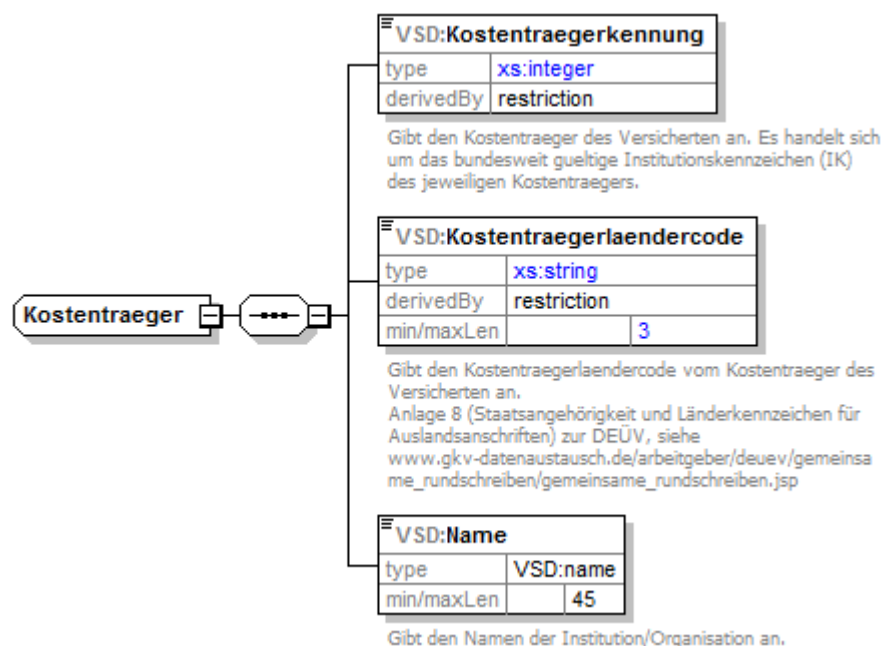 VSD:Kostentraegerkennung
type xs:integer
derivedBy restriction
Gibt den Kostentraeger des Versicherten an. Es handelt sich
um das bundesweit gueltige Institutionskennzeichen (IK)
des jeweiligen Kostentraegers.
VSD:Kostentraegerlaendercode
type xs:string
derivedBy restriction
min/maxLen 3
Kostentraeger
Gibt den Kostentraegerlaendercode vom Kostentraeger des
Versicherten an.
Anlage 8 (Staatsangehörigkeit und Länderkennzeichen für
Auslandsanschriften) zur DEÜV, siehe
www.gkv-datenaustausch.de/arbeitgeber/deuev/gemeinsa
me_rundschreiben/gemeinsame_rundschreiben.jsp
VSD:Name
type VSD:name
min/maxLen 45
Gibt den Namen der Institution/Organisation an.